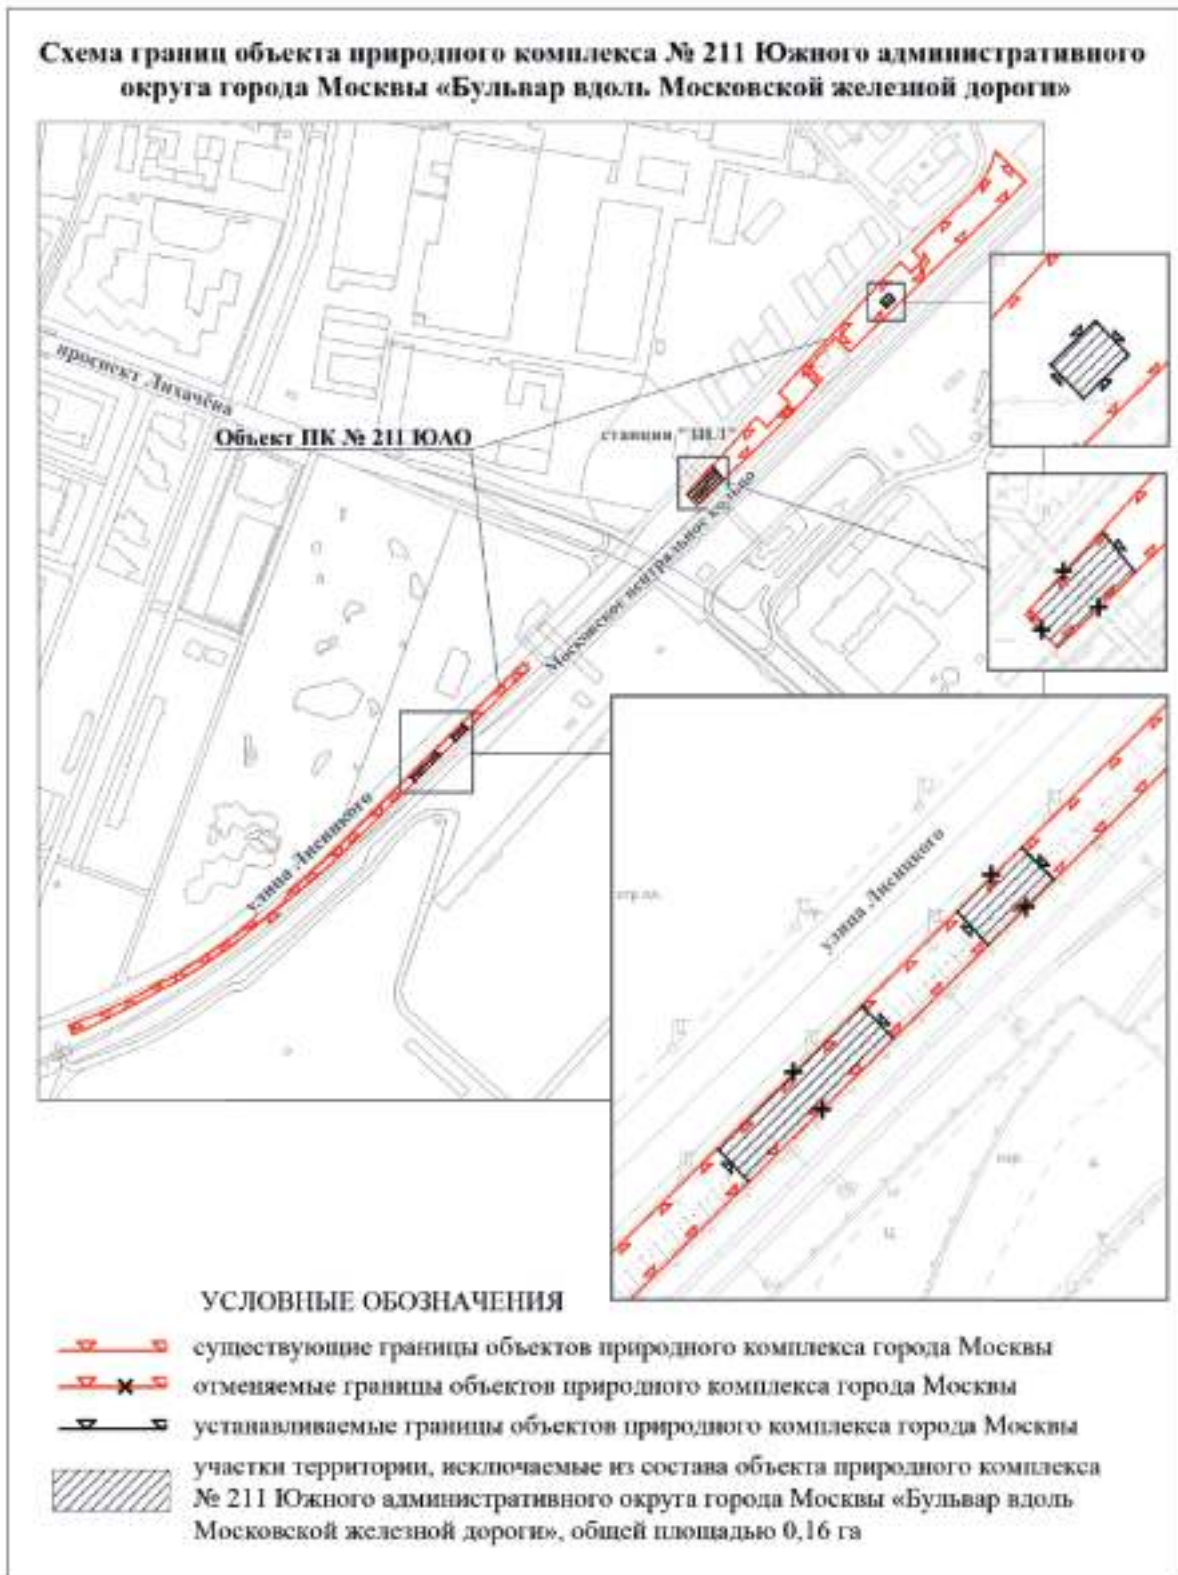 Схема границ объекта природного комплекса № 211 Южного административного
округа города Москвы «Бульвар вдоль Московской железной дороги»
проспект Лихачёва
Объект ПК № 211 ЮАО
станция "ЗИЛ"
Московское центральное кольцо
улица Лисицкого
улица Лисицкого
УСЛОВНЫЕ ОБОЗНАЧЕНИЯ
существующие границы объектов природного комплекса города Москвы
отменяемые границы объектов природного комплекса города Москвы
устанавливаемые границы объектов природного комплекса города Москвы
участки территории, исключаемые из состава объекта природного комплекса
№ 211 Южного административного округа города Москвы «Бульвар вдоль
Московской железной дороги», общей площадью 0,16 га